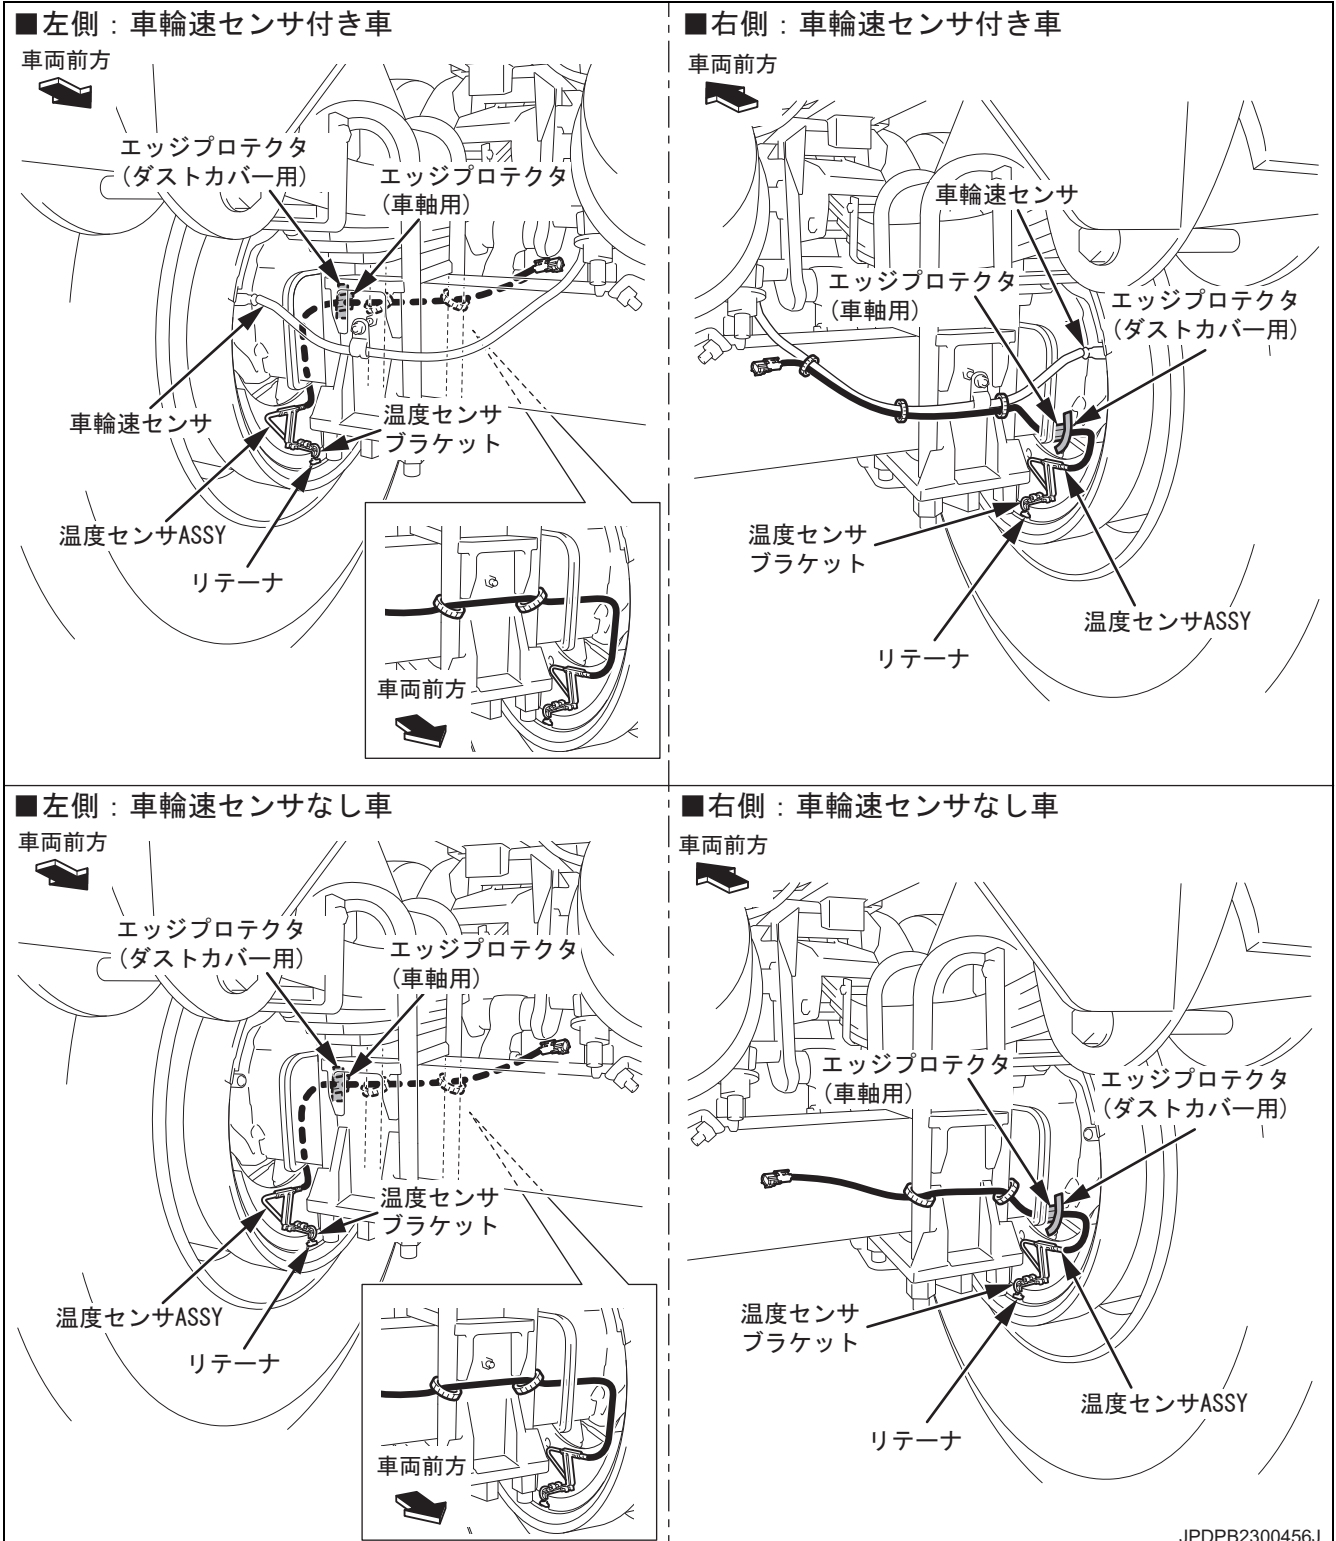 ■左側：車輪速センサ付き車
車両前方
エッジプロテクタ
(ダストカバー用)
エッジプロテクタ
(車軸用)
車輪速センサ
温度センサ
ブラケット
温度センサASSY
リテーナ
車両前方
■右側：車輪速センサ付き車
車両前方
車輪速センサ
エッジプロテクタ
(車軸用)
エッジプロテクタ
(ダストカバー用)
温度センサ
ブラケット
温度センサASSY
リテーナ
■左側：車輪速センサなし車
車両前方
エッジプロテクタ
(ダストカバー用)
エッジプロテクタ
(車軸用)
温度センサ
ブラケット
温度センサASSY
リテーナ
車両前方
■右側：車輪速センサなし車
車両前方
エッジプロテクタ
(車軸用)
エッジプロテクタ
(ダストカバー用)
温度センサ
ブラケット
温度センサASSY
リテーナ
JPDPB2300456J